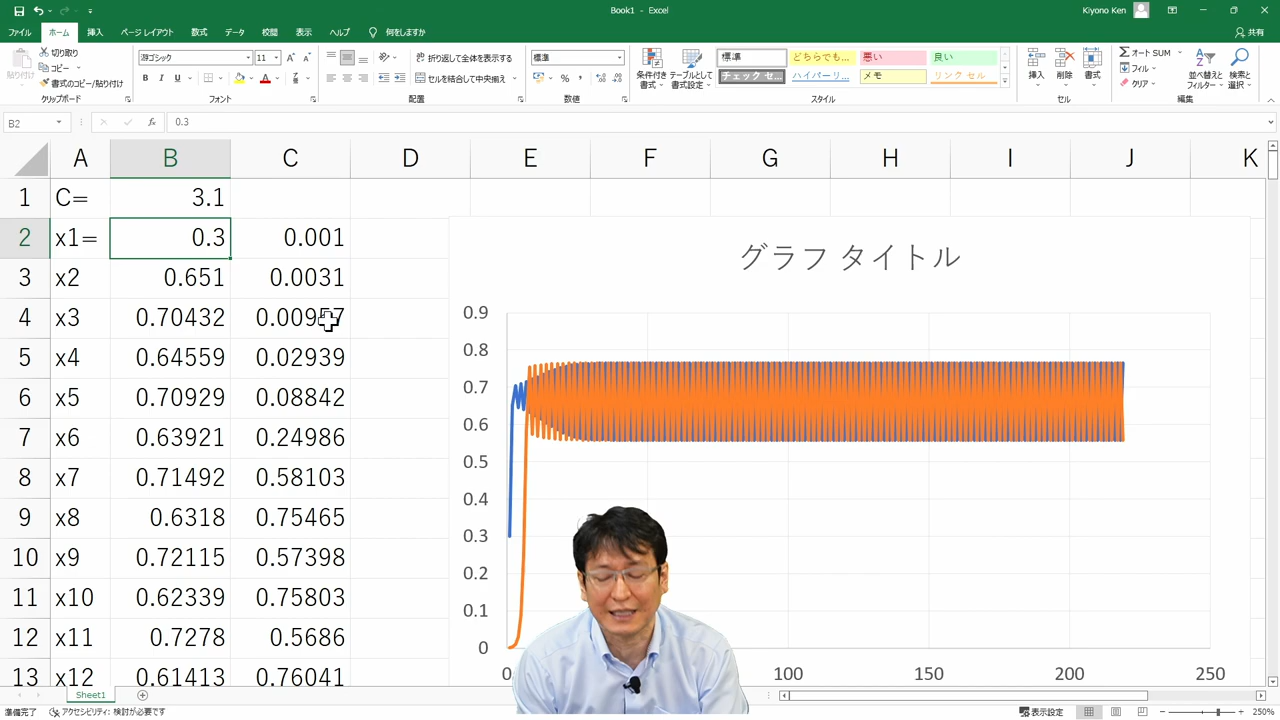 Book1 - Excel
Kiyono Ken
ファイル ホーム 挿入 ページ レイアウト 数式 データ 校閲 表示 ヘルプ 何をしますか 共有
貼り付け
切り取り
コピー
書式のコピー/貼り付け
クリップボード
游ゴシック 11
B I U
フォント
折り返して全体を表示する
セルを結合して中央揃え
配置
標準
数値
条件付き書式
テーブルとして書式設定
標準 どちらでも... 悪い 良い
チェック セ... ハイパーリ... メモ リンク セル
スタイル
挿入 削除 書式
セル
オート SUM
フィル
クリア
並べ替えとフィルター
検索と選択
編集
B2 fx 0.3
A B C D E F G H I J K
1 C= 3.1
2 x1= 0.3 0.001
3 x2 0.651 0.0031
4 x3 0.70432
5 x4 0.64559 0.02939
6 x5 0.70929 0.08842
7 x6 0.63921 0.24986
8 x7 0.71492 0.58103
9 x8 0.6318 0.75465
10 x9 0.72115 0.57398
11 x10 0.62339 0.75803
12 x11 0.7278 0.5686
13 x12 0.61413 0.76041
グラフ タイトル
0.9
0.8
0.7
0.6
0.5
0.4
0.3
0.2
0.1
0
0 100 150 200 250
Sheet1
準備完了 アクセシビリティ: 検討が必要です 表示設定 250%